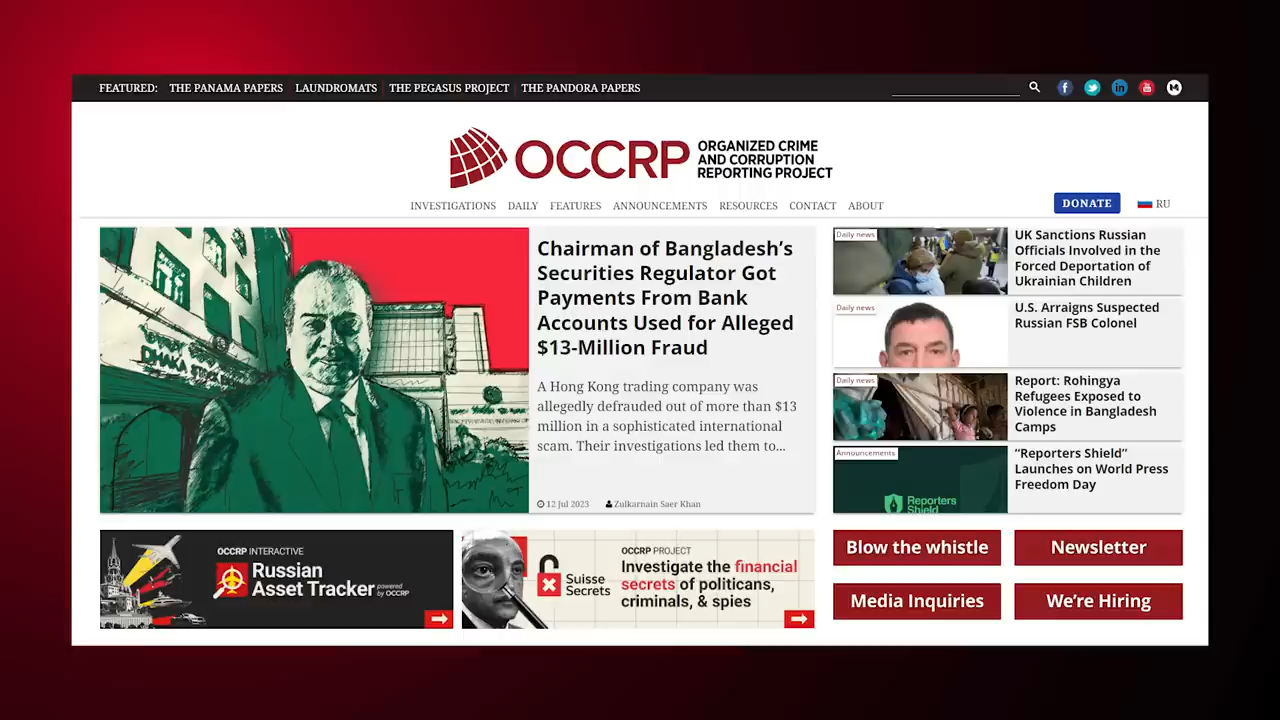 FEATURED: THE PANAMA PAPERS LAUNDROMATS THE PEGASUS PROJECT THE PANDORA PAPERS
OCCRP
ORGANIZED CRIME
AND CORRUPTION
REPORTING PROJECT
INVESTIGATIONS DAILY FEATURES ANNOUNCEMENTS RESOURCES CONTACT ABOUT
DONATE
RU
Chairman of Bangladesh’s
Securities Regulator Got
Payments From Bank
Accounts Used for Alleged
$13-Million Fraud
A Hong Kong trading company was
allegedly defrauded out of more than $13
million in a sophisticated international
scam. Their investigations led them to...
12 Jul 2023 Zulkarnain Saer Khan
Daily news
UK Sanctions Russian
Officials Involved in the
Forced Deportation of
Ukrainian Children
Daily news
U.S. Arraigns Suspected
Russian FSB Colonel
Daily news
Report: Rohingya
Refugees Exposed to
Violence in Bangladesh
Camps
Announcements
“Reporters Shield”
Launches on World Press
Freedom Day
Reporters
Shield
OCCRP INTERACTIVE
Russian
Asset Tracker
powered
by OCCRP
Suisse
Secrets
OCCRP PROJECT
Investigate the financial
secrets of politicans,
criminals, & spies
Blow the whistle
Newsletter
Media Inquiries
We’re Hiring